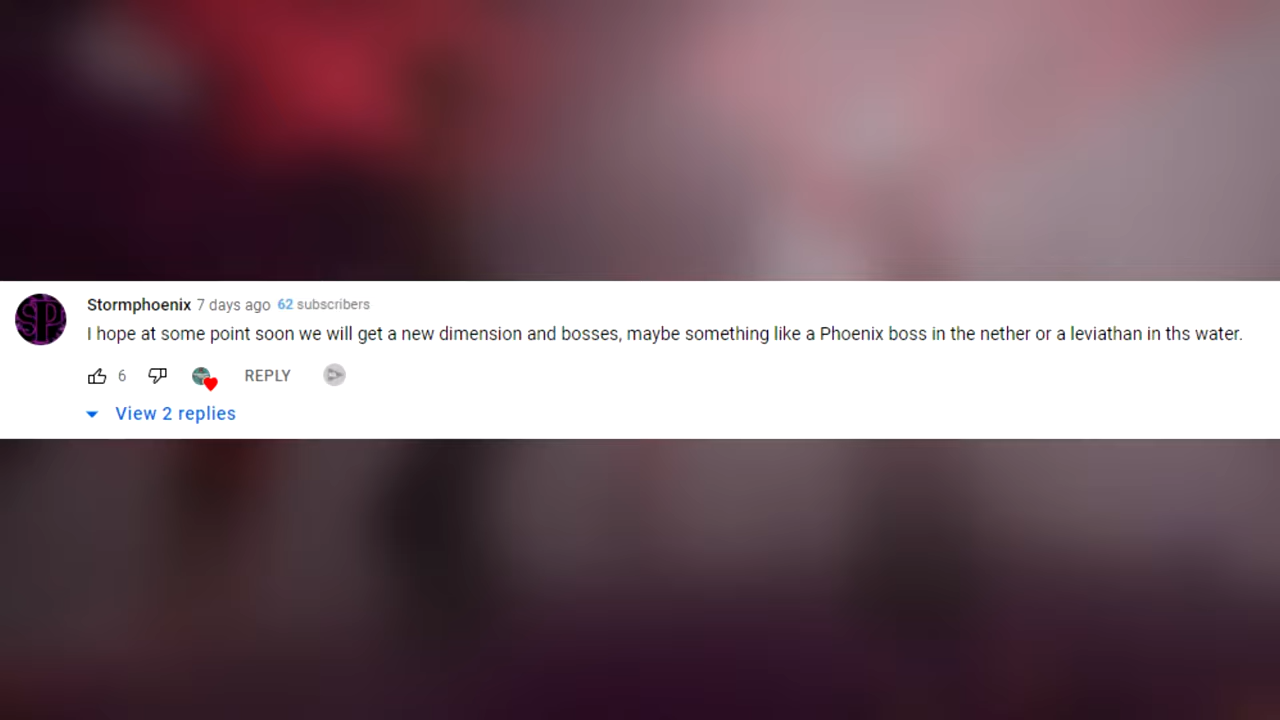 SP
Stormphoenix 7 days ago 62 subscribers
I hope at some point soon we will get a new dimension and bosses, maybe something like a Phoenix boss in the nether or a leviathan in ths water.
6 REPLY
View 2 replies